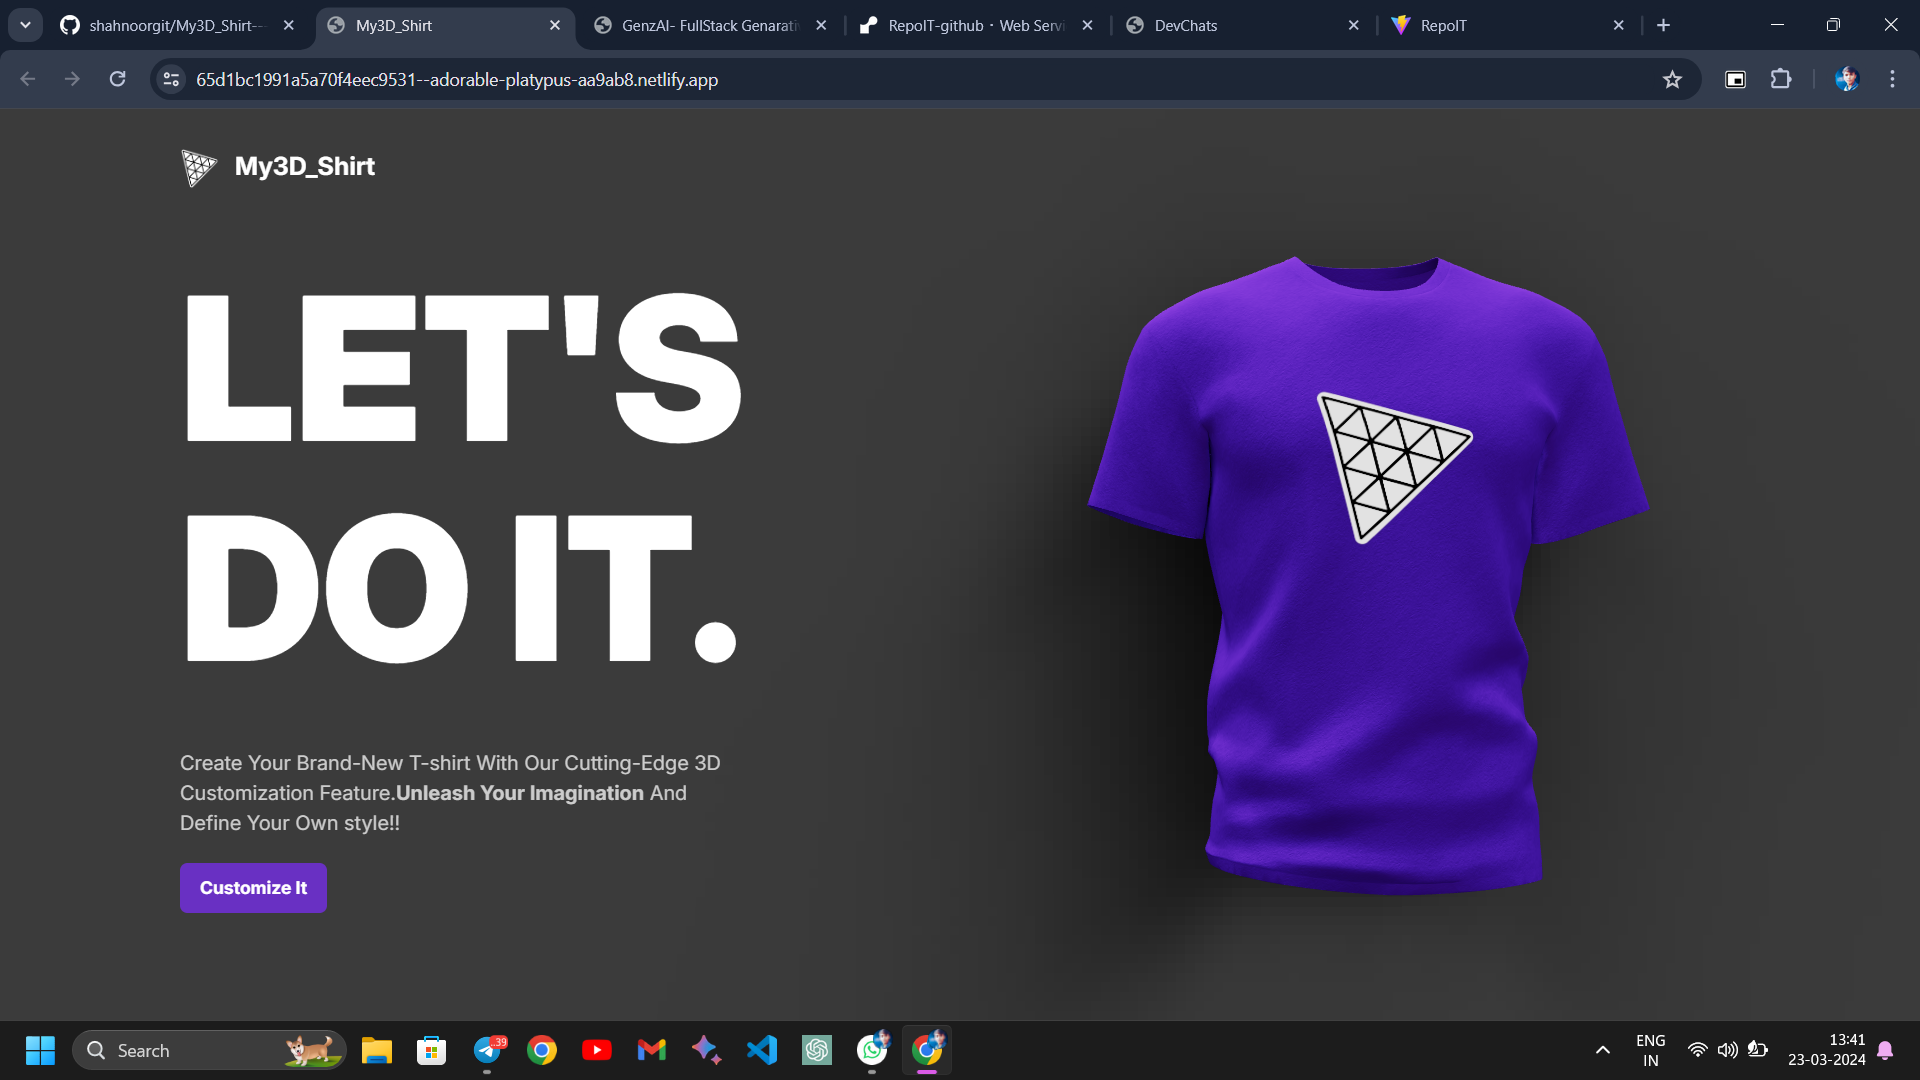 shahnoorgit/My3D_Shirt--
My3D_Shirt
GenzAI- FullStack Genarati
RepoIT-github · Web Servi
DevChats
RepoIT
65d1bc1991a5a70f4eec9531--adorable-platypus-aa9ab8.netlify.app
My3D_Shirt
LET'S
DO IT.
Create Your Brand-New T-shirt With Our Cutting-Edge 3D
Customization Feature.Unleash Your Imagination And
Define Your Own style!!
Customize It
Search
..39
ENG
IN
13:41
23-03-2024